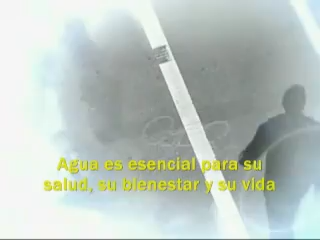 Agua es esencial para su
salud, su bienestar y su vida